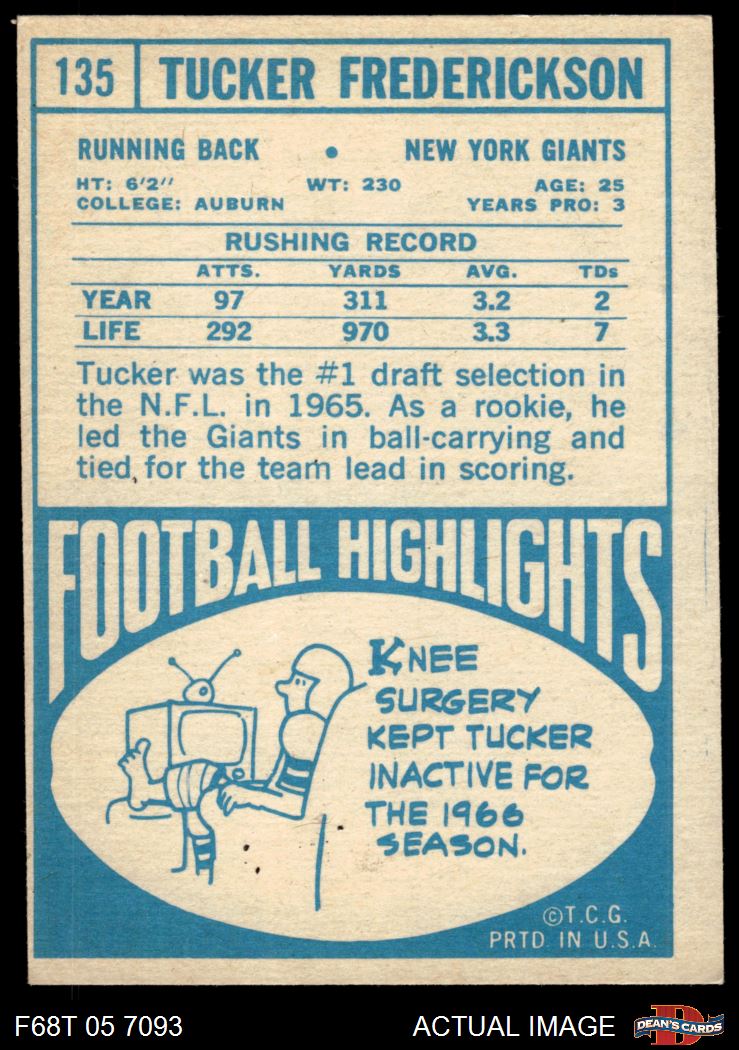 135 TUCKER FREDERICKSON
RUNNING BACK • NEW YORK GIANTS
HT: 6'2" WT: 230 AGE: 25
COLLEGE: AUBURN YEARS PRO: 3
RUSHING RECORD
ATTS. YARDS AVG. TDs
YEAR 97 311 3.2 2
LIFE 292 970 3.3 7
Tucker was the #1 draft selection in
the N.F.L. in 1965. As a rookie, he
led the Giants in ball-carrying and
tied for the team lead in scoring.
FOOTBALL HIGHLIGHTS
KNEE
SURGERY
KEPT TUCKER
INACTIVE FOR
THE 1966
SEASON.
©T.C.G.
PRTD. IN U.S.A.
F68T 05 7093 ACTUAL IMAGE
D
DEAN'S CARDS